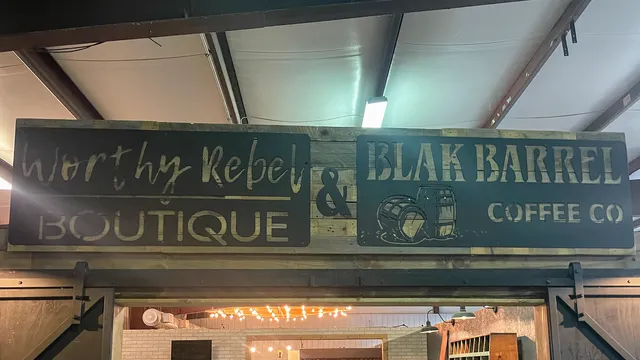 Worthy Rebel
BOUTIQUE
&
BLAK BARREL
COFFEE CO